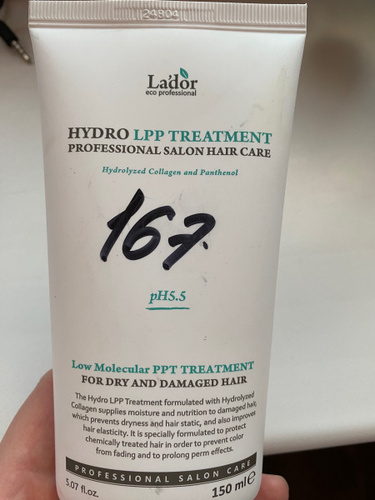 24304
La'dor
eco professional
HYDRO LPP TREATMENT
PROFESSIONAL SALON HAIR CARE
Hydrolyzed Collagen and Panthenol
167.
pH5.5
Low Molecular PPT TREATMENT
FOR DRY AND DAMAGED HAIR
The Hydro LPP Treatment formulated with Hydrolyzed
Collagen supplies moisture and nutrition to damaged hair,
which prevents dryness and hair static, and also improves
hair elasticity. It is specially formulated to protect
chemically treated hair in order to prevent color
from fading and to prolong perm effects.
PROFESSIONAL SALON CARE
5.07 fl.oz.
150 ml e